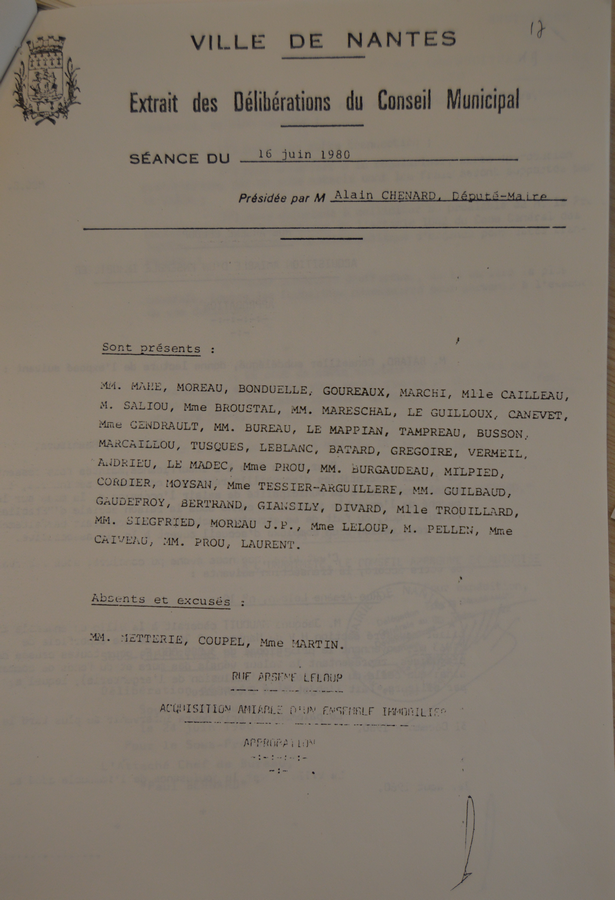 17
VILLE DE NANTES
Extrait des Délibérations du Conseil Municipal
SÉANCE DU 16 juin 1980
Présidée par M Alain CHENARD, Député-Maire
Sont présents :
MM. MAHE, MOREAU, BONDUELLE, GOUREAUX, MARCHI, Mlle CAILLEAU,
M. SALIOU, Mme BROUSTAL, MM. MARESCHAL, LE GUILLOUX, CANEVET,
Mme GENDRAULT, MM. BUREAU, LE MAPPIAN, TAMPREAU, BUSSON,
MARCAILLOU, TUSQUES, LEBLANC, BATARD, GREGOIRE, VERMEIL,
ANDRIEU, LE MADEC, Mme PROU, MM. BURGAUDEAU, MILPIED,
CORDIER, MOYSAN, Mme TESSIER-ARGUILLERE, MM. GUILBAUD,
GAUDEFROY, BERTRAND, GIANSILY, DIVARD, Mlle TROUILLARD,
MM. SIEGFRIED, MOREAU J.P., Mme LELOUP, M. PELLEN, Mme
CAIVEAU, MM. PROU, LAURENT.
Absents et excusés :
MM. METTERIE, COUPEL, Mme MARTIN.
RUE ARSENE LELOUP
ACQUISITION AMIABLE D'UN ENSEMBLE IMMOBILIER
APPROBATION
-:-:-:-:-
-:-